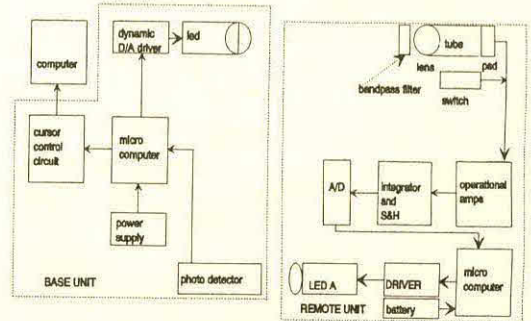 dynamic
D/A driver
led
computer
cursor
control
circuit
micro
computer
power
supply
photo detector
BASE UNIT
tube
lens
psd
bandpass filter
switch
A/D
integrator
and
S&H
operational
amps
micro
computer
LED A
DRIVER
battery
REMOTE UNIT